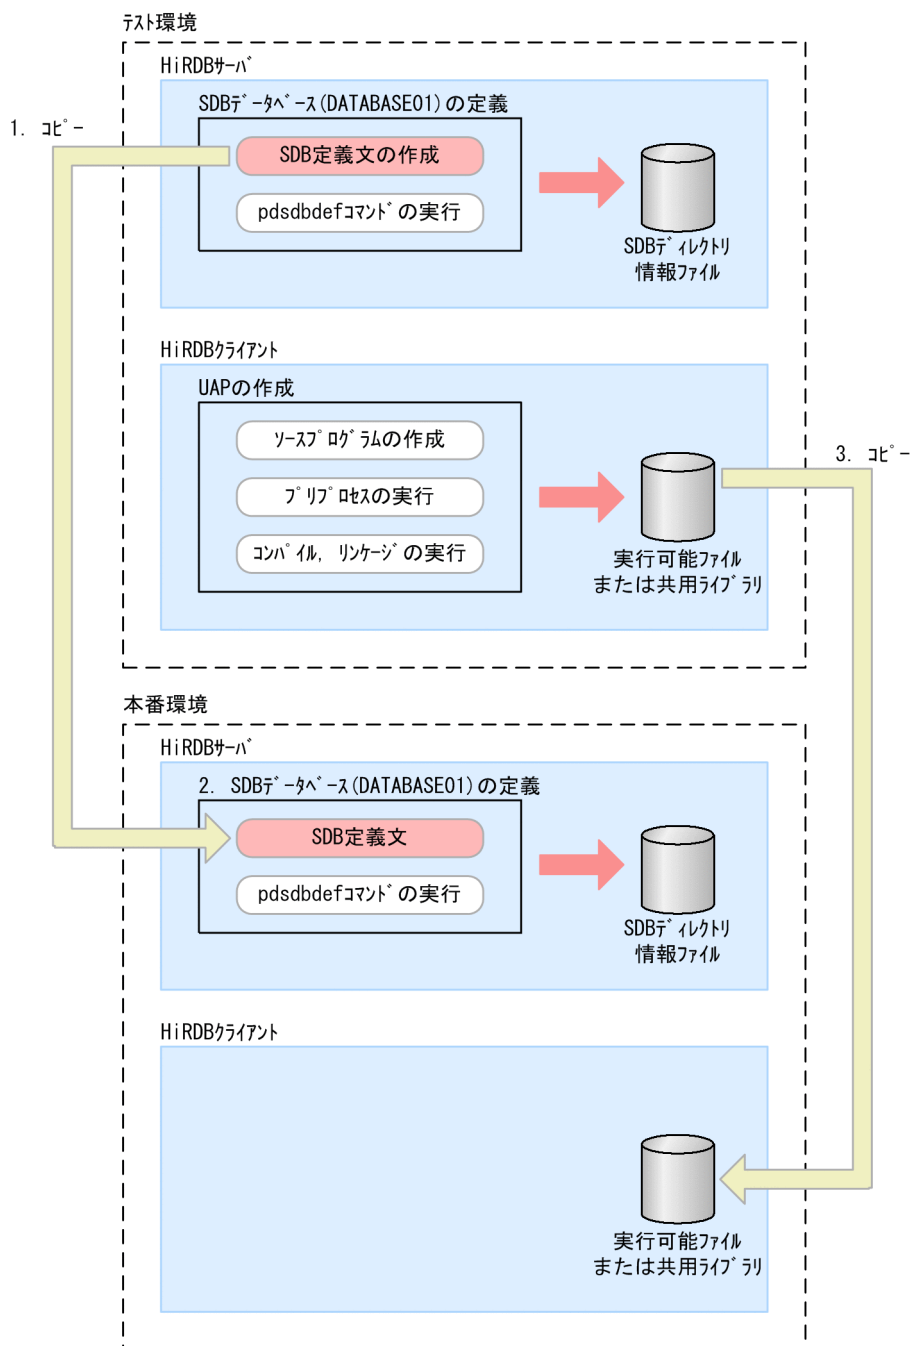 ﾃｽﾄ環境
HiRDBｻｰﾊﾞ
SDBﾃﾞｰﾀﾍﾞｰｽ(DATABASE01)の定義
1. ｺﾋﾟｰ
SDB定義文の作成
pdsdbdefｺﾏﾝﾄﾞの実行
SDBﾃﾞｨﾚｸﾄﾘ
情報ﾌｧｲﾙ
HiRDBｸﾗｲｱﾝﾄ
UAPの作成
ｿｰｽﾌﾟﾛｸﾞﾗﾑの作成
ﾌﾟﾘﾌﾟﾛｾｽの実行
ｺﾝﾊﾟｲﾙ, ﾘﾝｹｰｼﾞの実行
3. ｺﾋﾟｰ
実行可能ﾌｧｲﾙ
または共用ﾗｲﾌﾞﾗﾘ
本番環境
HiRDBｻｰﾊﾞ
2. SDBﾃﾞｰﾀﾍﾞｰｽ(DATABASE01)の定義
SDB定義文
pdsdbdefｺﾏﾝﾄﾞの実行
SDBﾃﾞｨﾚｸﾄﾘ
情報ﾌｧｲﾙ
HiRDBｸﾗｲｱﾝﾄ
実行可能ﾌｧｲﾙ
または共用ﾗｲﾌﾞﾗﾘ